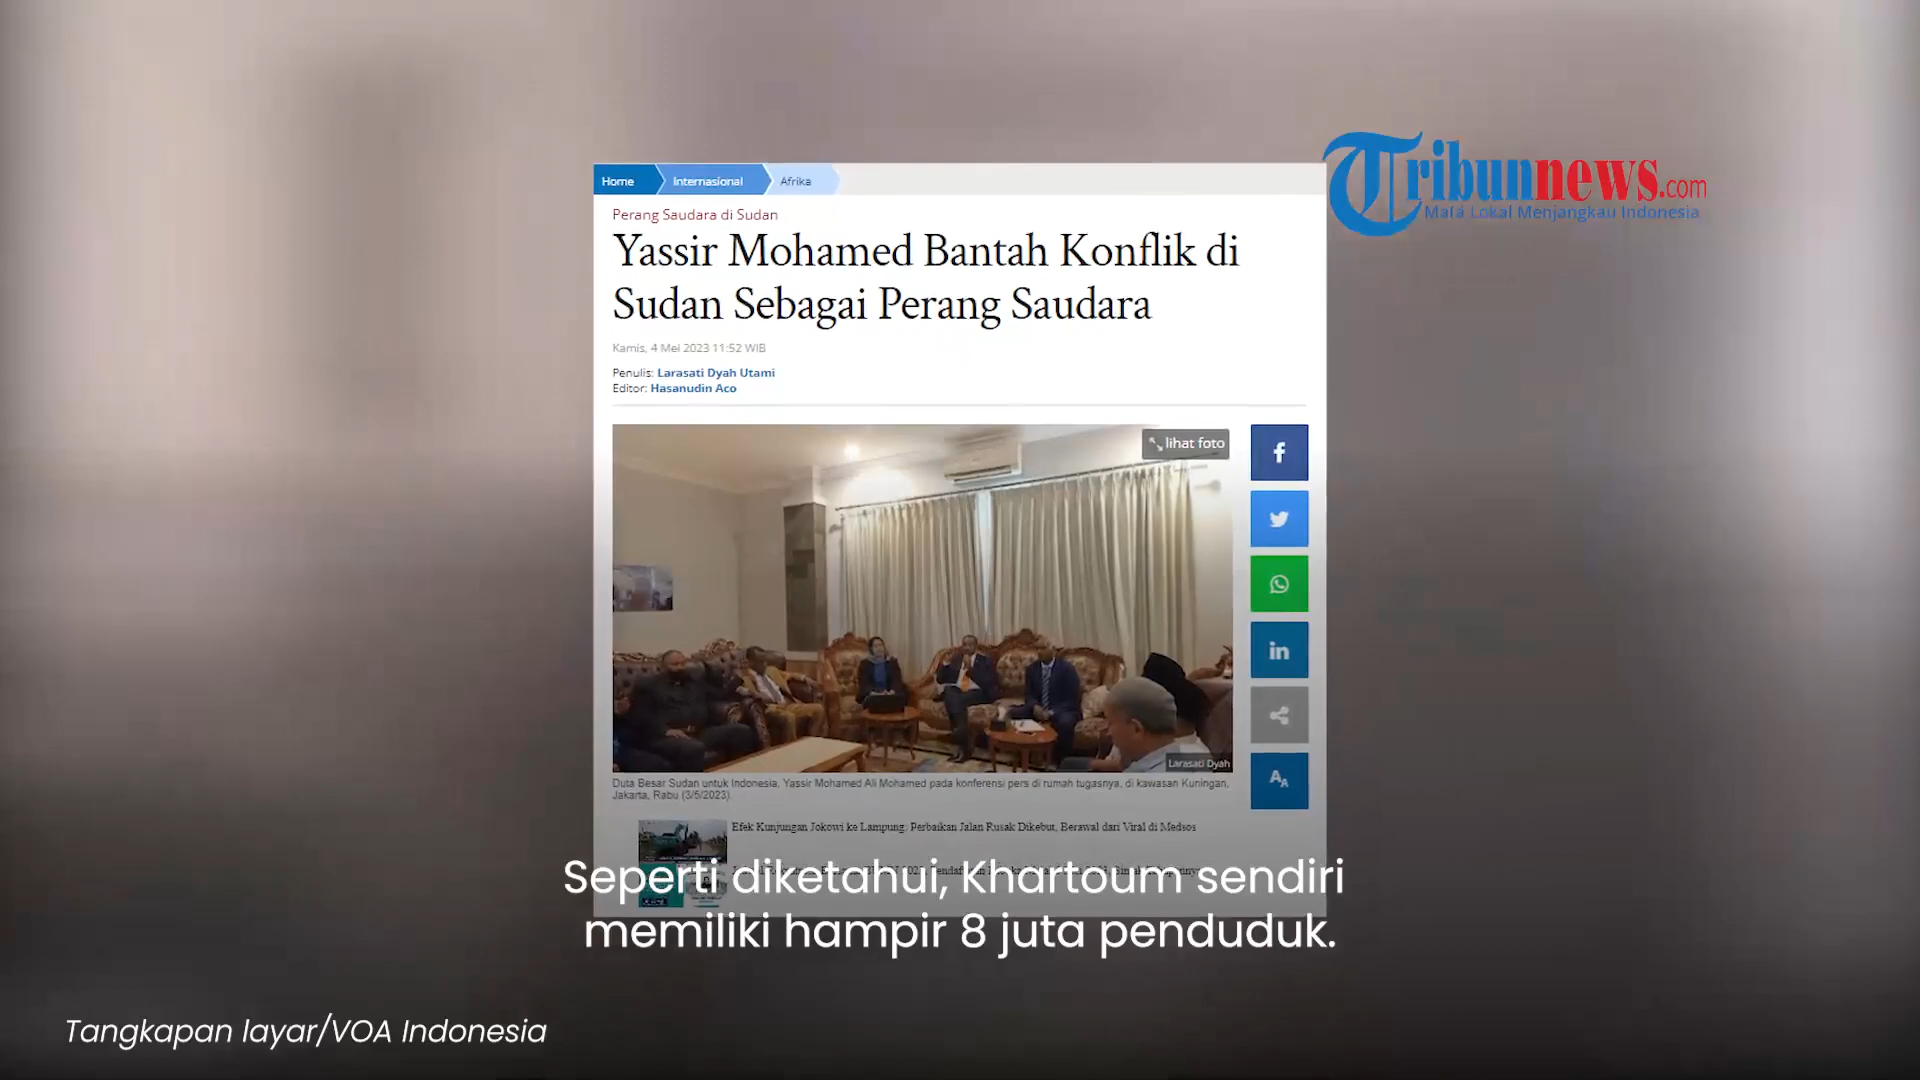 Tribunnews.com
Mata Lokal Menjangkau Indonesia
Home
Internasional
Afrika
Perang Saudara di Sudan
Yassir Mohamed Bantah Konflik di
Sudan Sebagai Perang Saudara
Kamis, 4 Mei 2023 11:52 WIB
Penulis: Larasati Dyah Utami
Editor: Hasanudin Aco
lihat foto
Larasati Dyah
Duta Besar Sudan untuk Indonesia, Yassir Mohamed Ali Mohamed pada konferensi pers di rumah tugasnya, di kawasan Kuningan,
Jakarta, Rabu (3/5/2023).
Efek Kunjungan Jokowi ke Lampung: Perbaikan Jalan Rusak Dikebut, Berawal dari Viral di Medsos
Seperti diketahui, Khartoum sendiri
memiliki hampir 8 juta penduduk.
Tangkapan layar/VOA Indonesia